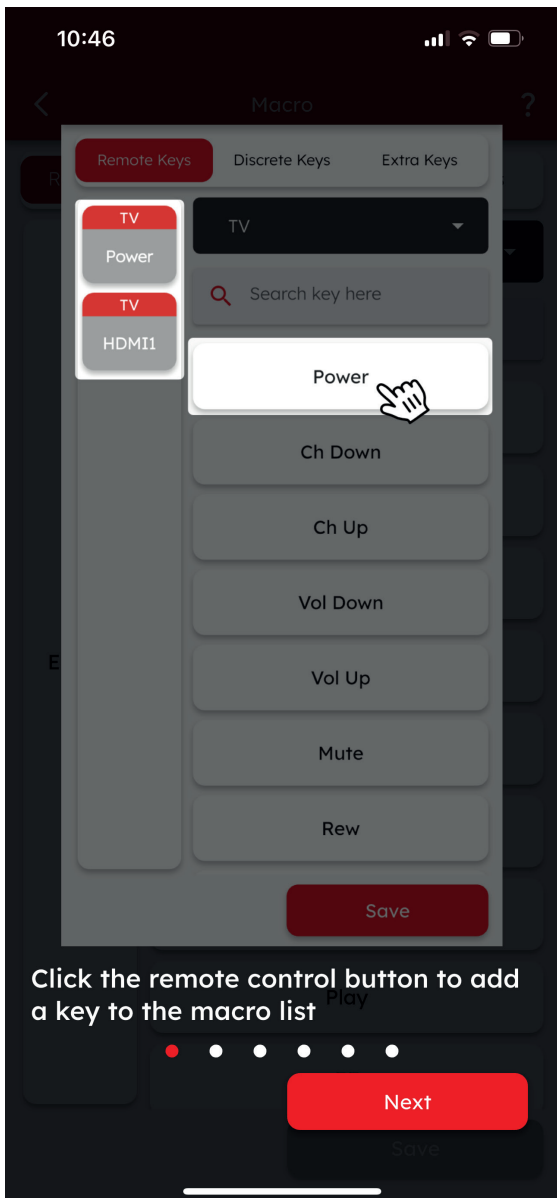 10:46
Macro
?
Remote Keys
Discrete Keys
Extra Keys
R
TV
Power
TV
HDMI1
TV
Search key here
Power
Ch Down
Ch Up
Vol Down
Vol Up
E
Mute
Rew
Save
Click the remote control button to add
a key to the macro list
Play
Next
Save